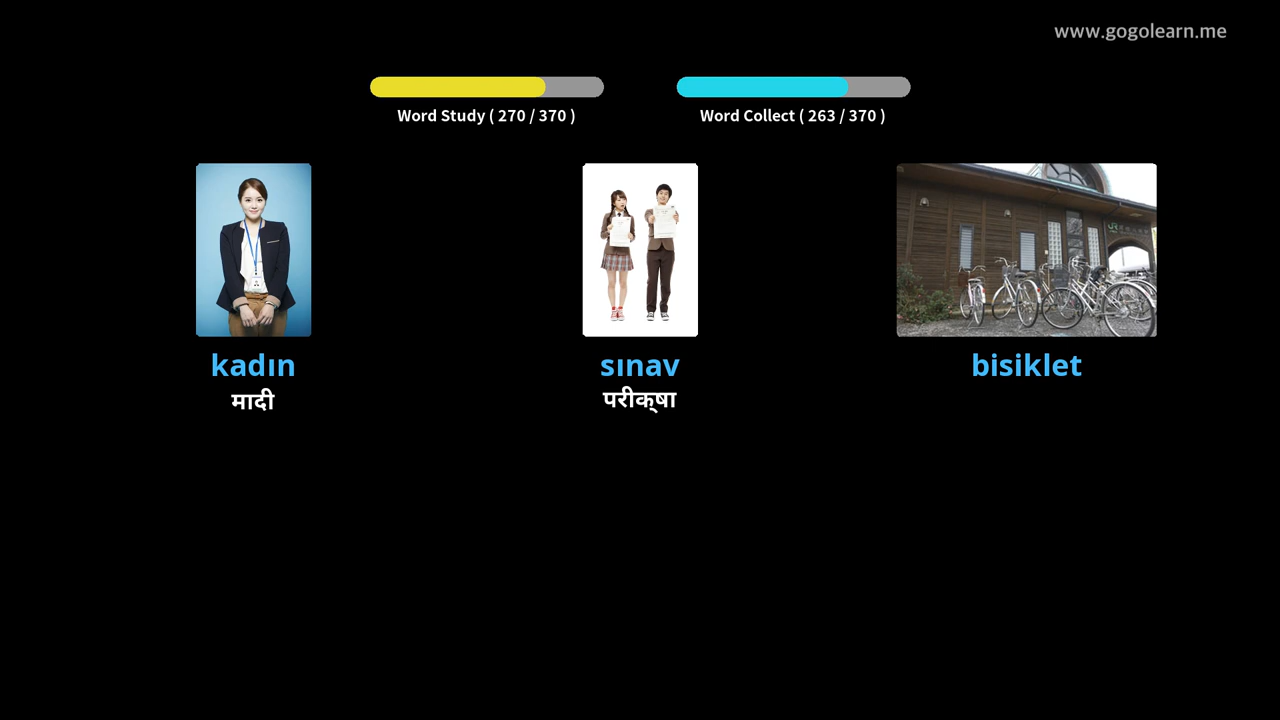 www.gogolearn.me
Word Study ( 270 / 370 )
Word Collect ( 263 / 370 )
kadın
sınav
bisiklet
मादी
परीक्षा